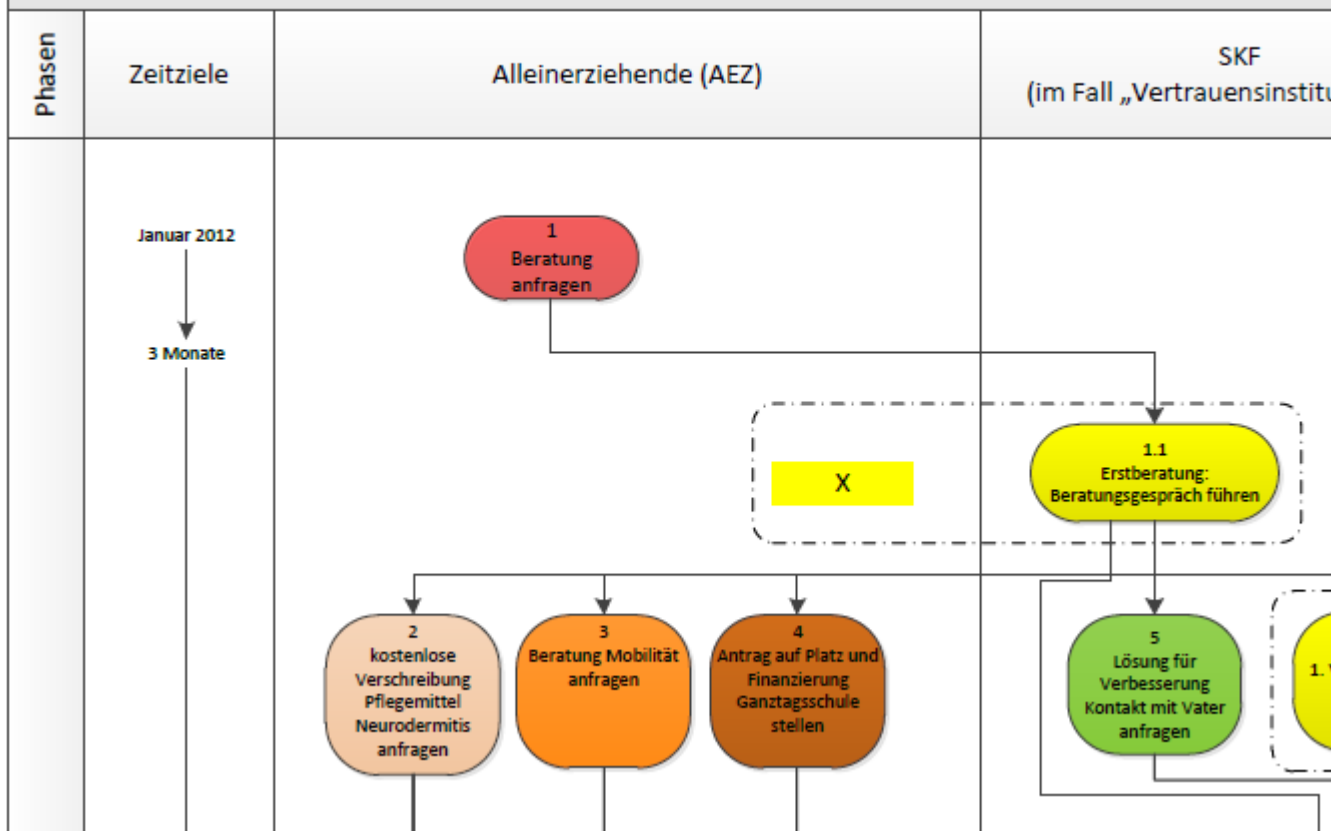 Phasen
Zeitziele
Alleinerziehende (AEZ)
SKF
(im Fall „Vertrauensinstitu
Januar 2012
3 Monate
1
Beratung
anfragen
X
1.1
Erstberatung:
Beratungsgespräch führen
2
kostenlose
Verschreibung
Pflegemittel
Neurodermitis
anfragen
3
Beratung Mobilität
anfragen
4
Antrag auf Platz und
Finanzierung
Ganztagsschule
stellen
5
Lösung für
Verbesserung
Kontakt mit Vater
anfragen
1.